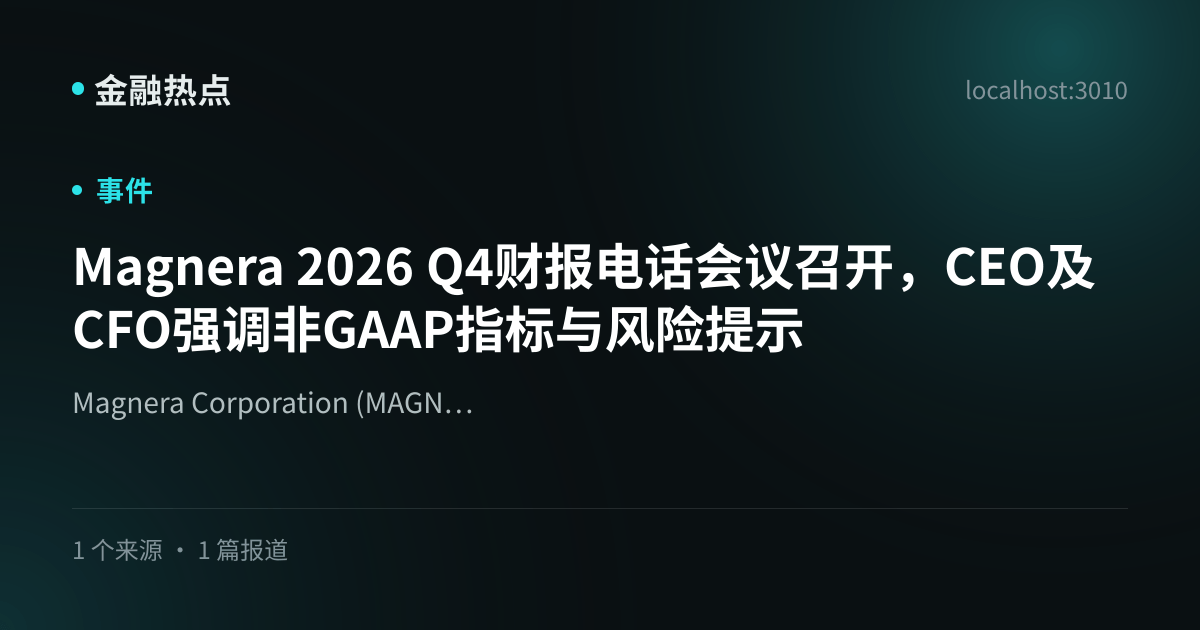 金融热点
localhost:3010
事件
Magnera 2026 Q4财报电话会议召开，CEO及
CFO强调非GAAP指标与风险提示
Magnera Corporation (MAGN…
1 个来源 · 1 篇报道